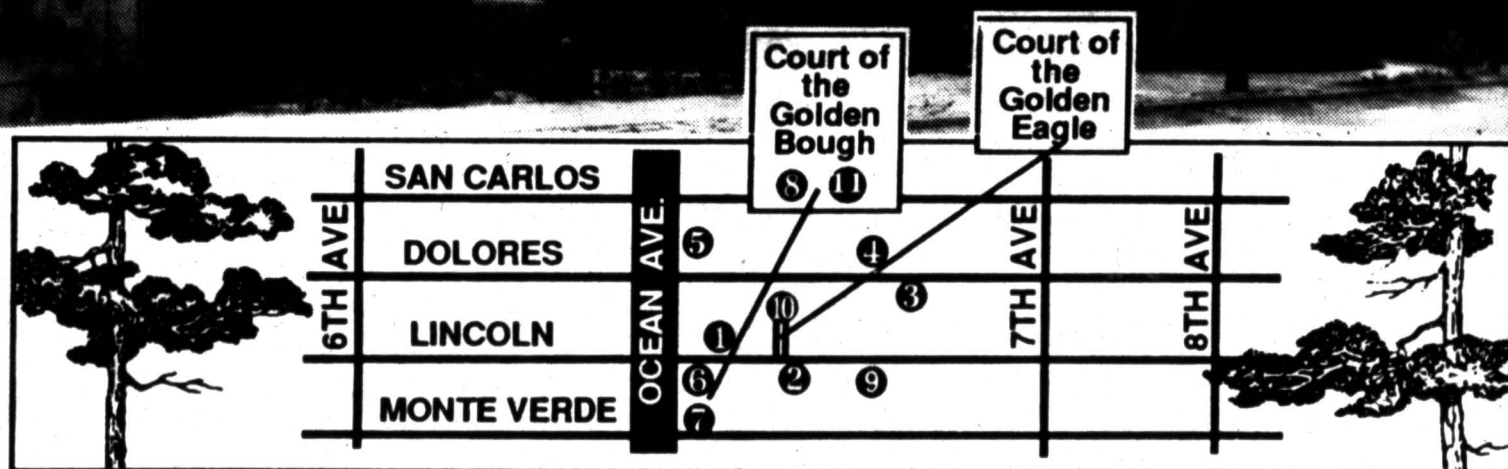 Court of
the
Golden
Bough
8 11
Court of
the
Golden
Eagle
SAN CARLOS
DOLORES
LINCOLN
MONTE VERDE
6TH AVE
OCEAN AVE.
7TH AVE
8TH AVE
5
4
3
10
1
6
2
9
7